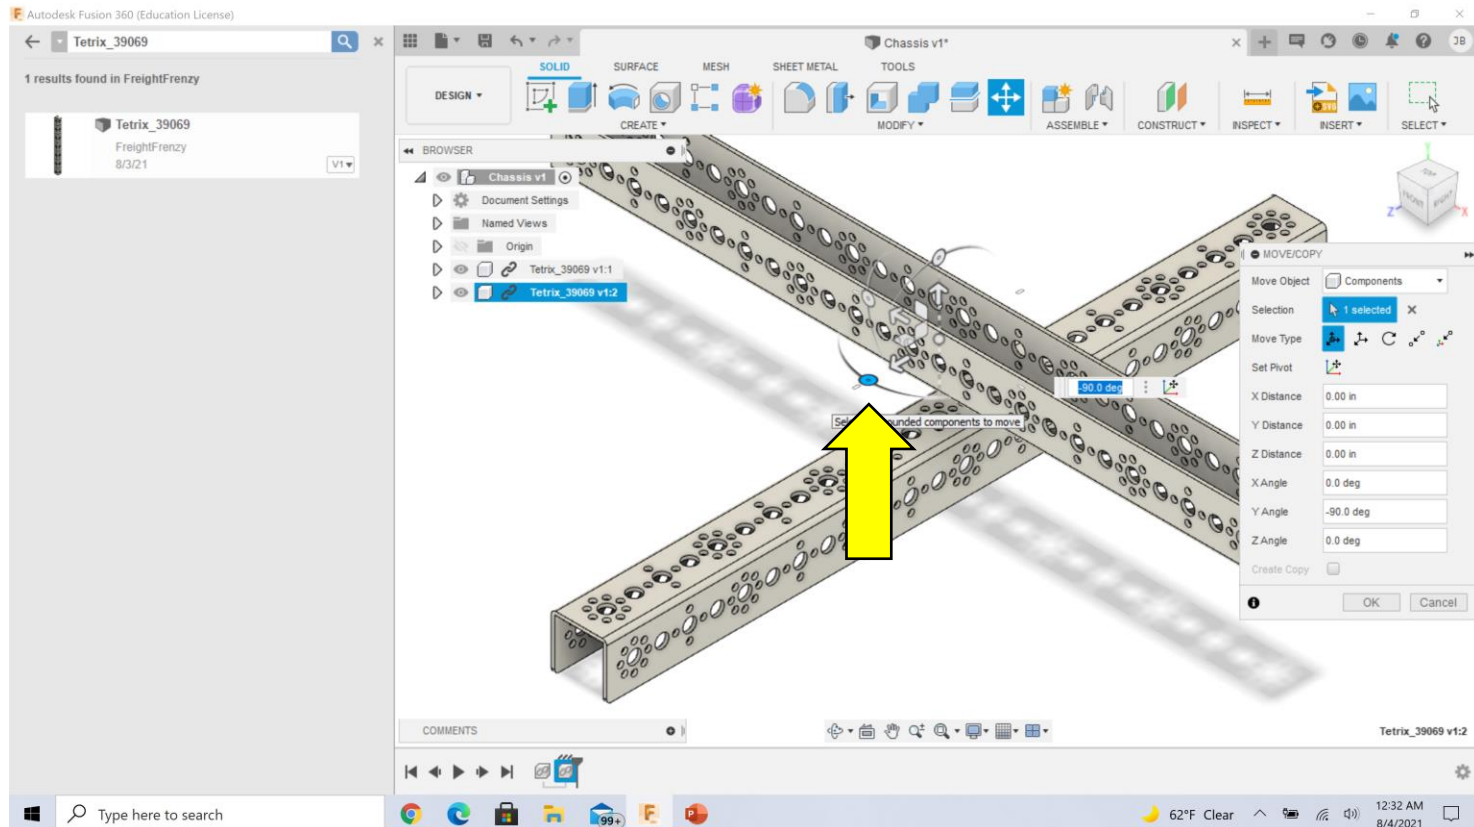 Autodesk Fusion 360 (Education License)
Tetrix_39069
1 results found in FreightFrenzy
Tetrix_39069
FreightFrenzy
8/3/21
V1
Chassis v1*
JB
SOLID SURFACE MESH SHEET METAL TOOLS
DESIGN
CREATE MODIFY ASSEMBLE CONSTRUCT INSPECT INSERT SELECT
BROWSER
Chassis v1
Document Settings
Named Views
Origin
Tetrix_39069 v1:1
Tetrix_39069 v1:2
TOP
FRONT
RIGHT
Z
X
Y
MOVE/COPY
Move Object Components
Selection 1 selected
Move Type
Set Pivot
X Distance 0.00 in
Y Distance 0.00 in
Z Distance 0.00 in
X Angle 0.0 deg
Y Angle -90.0 deg
Z Angle 0.0 deg
Create Copy
OK Cancel
-90.0 deg
ounded components to move
COMMENTS
Tetrix_39069 v1:2
Type here to search
99+
62°F Clear
12:32 AM
8/4/2021